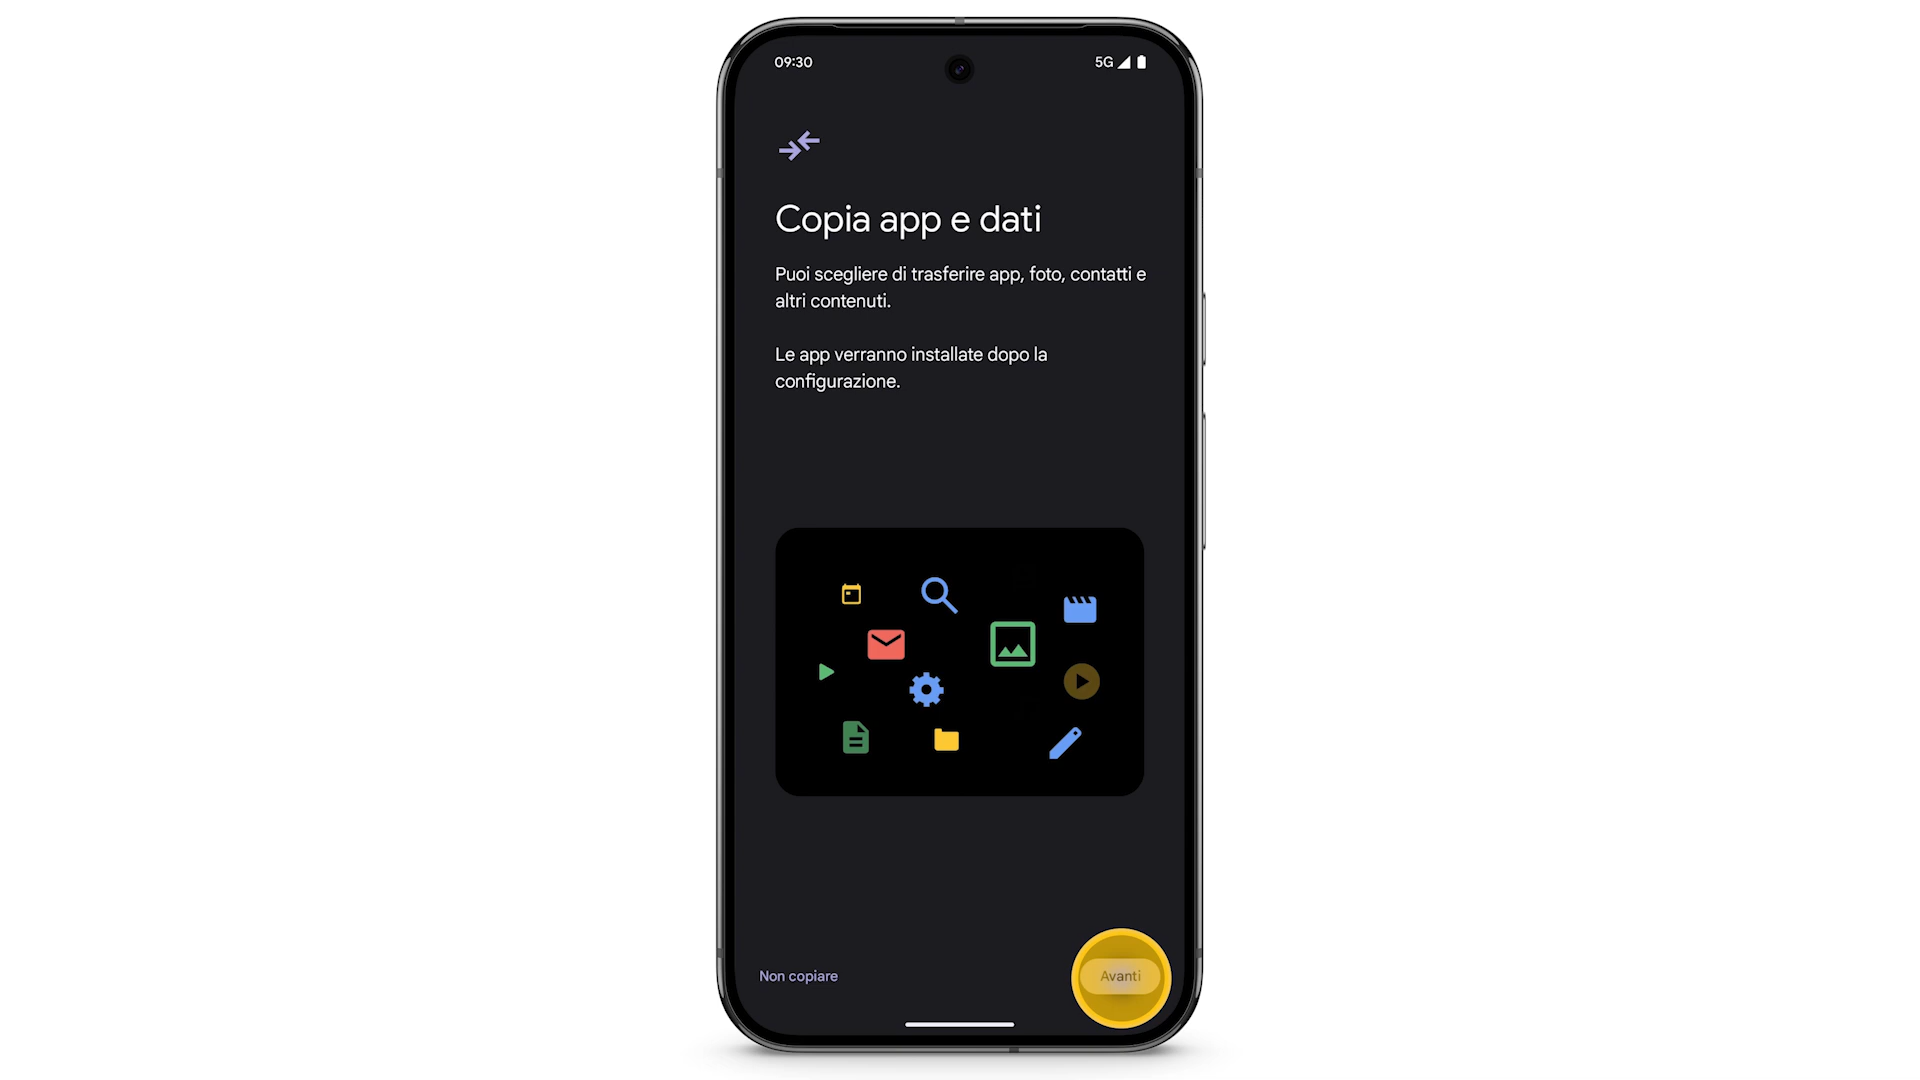 09:30
5G
Copia app e dati
Puoi scegliere di trasferire app, foto, contatti e
altri contenuti.
Le app verranno installate dopo la
configurazione.
Non copiare
Avanti